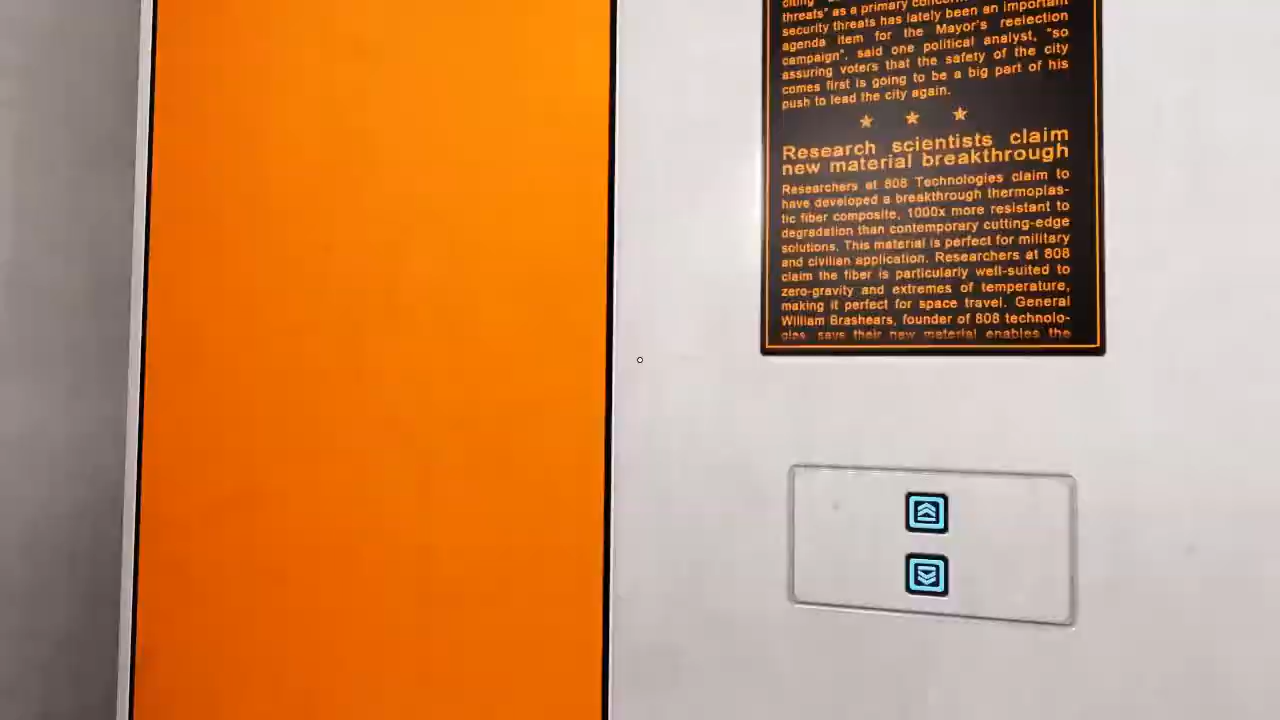 citing
threats" as a primary concern
security threats has lately been an important
agenda item for the Mayor's reelection
campaign", said one political analyst, "so
assuring voters that the safety of the city
comes first is going to be a big part of his
push to lead the city again.
Research scientists claim
new material breakthrough
Researchers at 808 Technologies claim to
have developed a breakthrough thermoplas-
tic fiber composite, 1000x more resistant to
degradation than contemporary cutting-edge
solutions. This material is perfect for military
and civilian application. Researchers at 808
claim the fiber is particularly well-suited to
zero-gravity and extremes of temperature,
making it perfect for space travel. General
William Brashears, founder of 808 technolo-
gies, says their new material enables the